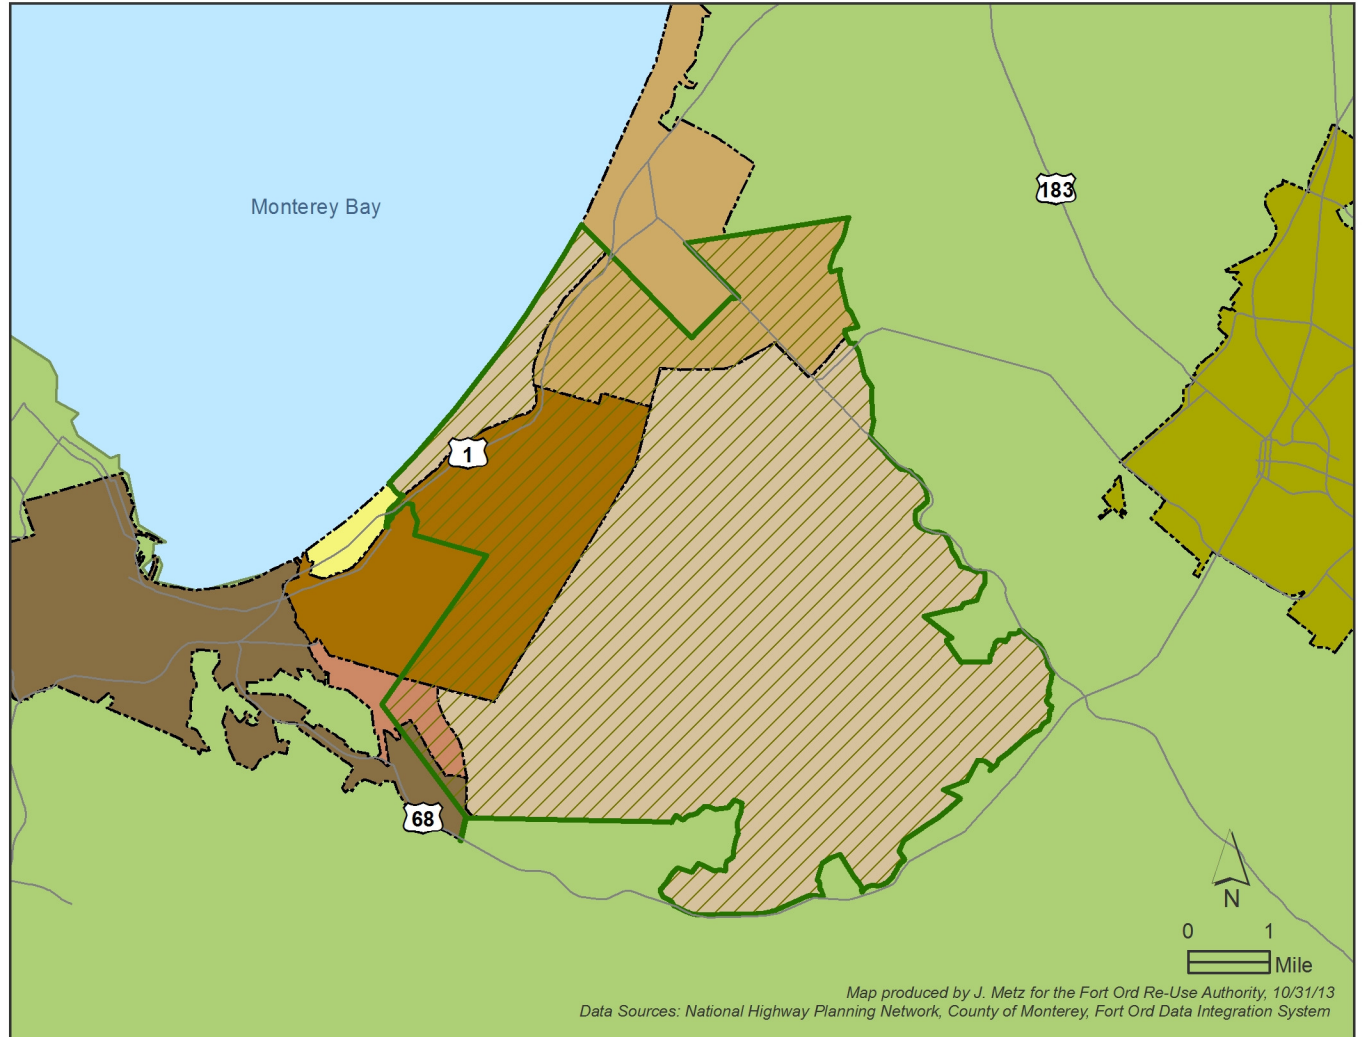 183
Monterey Bay
1
68
N
0 1
Mile
Map produced by J. Metz for the Fort Ord Re-Use Authority, 10/31/13
Data Sources: National Highway Planning Network, County of Monterey, Fort Ord Data Integration System